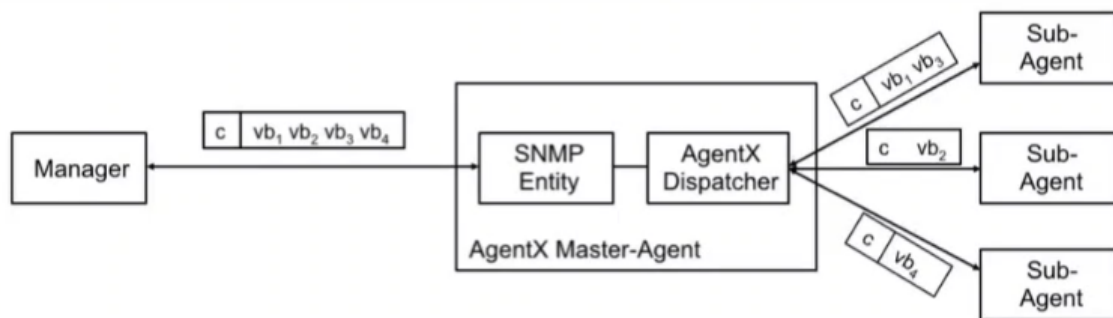 Manager
c vb₁ vb₂ vb₃ vb₄
SNMP
Entity
AgentX
Dispatcher
AgentX Master-Agent
c vb₁ vb₃
c vb₂
c vb₄
Sub-
Agent
Sub-
Agent
Sub-
Agent